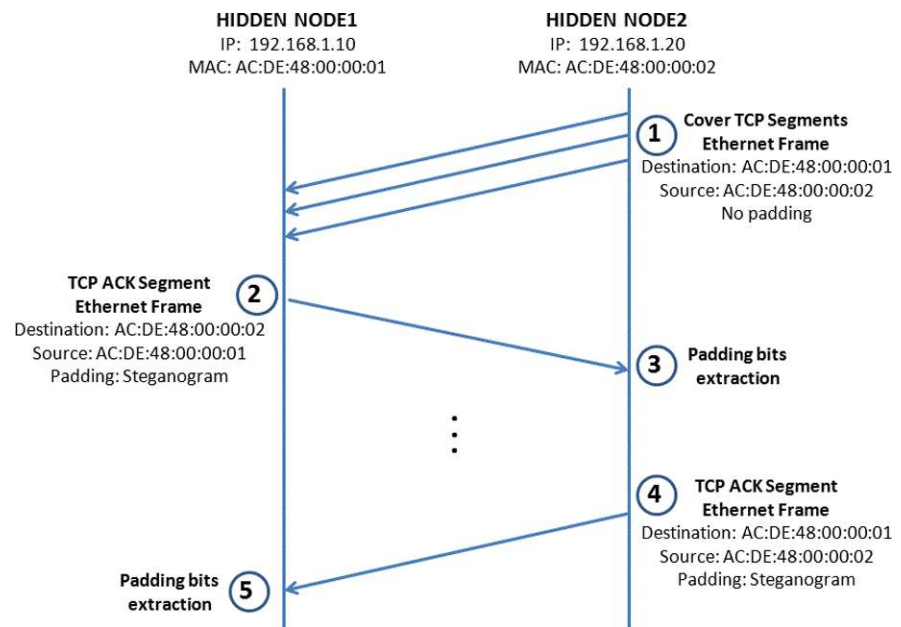 HIDDEN NODE1
IP: 192.168.1.10
MAC: AC:DE:48:00:00:01
HIDDEN NODE2
IP: 192.168.1.20
MAC: AC:DE:48:00:00:02
1
Cover TCP Segments
Ethernet Frame
Destination: AC:DE:48:00:00:01
Source: AC:DE:48:00:00:02
No padding
TCP ACK Segment
Ethernet Frame
Destination: AC:DE:48:00:00:02
Source: AC:DE:48:00:00:01
Padding: Steganogram
2
3
Padding bits
extraction
4
TCP ACK Segment
Ethernet Frame
Destination: AC:DE:48:00:00:01
Source: AC:DE:48:00:00:02
Padding: Steganogram
Padding bits
extraction
5